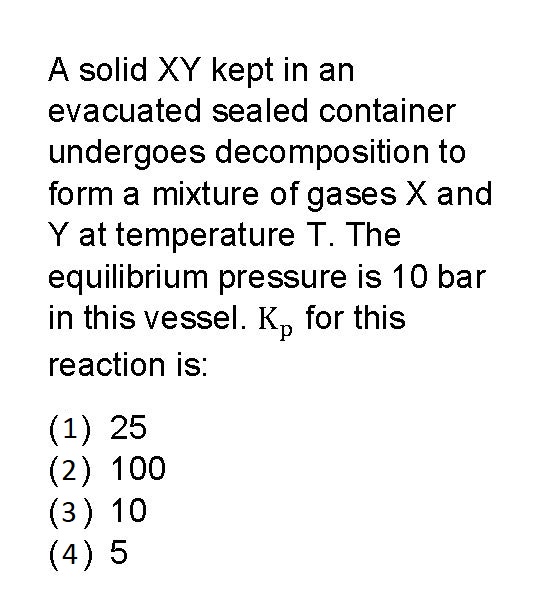 A solid XY kept in an
evacuated sealed container
undergoes decomposition to
form a mixture of gases X and
Y at temperature T. The
equilibrium pressure is 10 bar
in this vessel. Kₚ for this
reaction is:
(1) 25
(2) 100
(3) 10
(4) 5